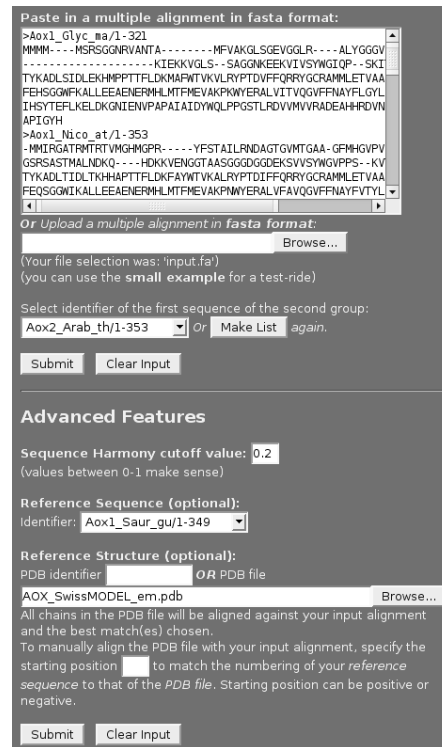 Paste in a multiple alignment in fasta format:
>Aox1_Glyc_ma/1-321
MMMM----MSRSGGNRVANTA--------MFVAKGLSGEVGGLR----ALYGGGV
--------------------KIEKKVGLS--SAGGNKEEKVIVSYWGIQP--SKI
TYKADLSIDLEKHMPPTTFLDKMAFWTVKVLRYPTDVFFQRRYGCRAMMLETVAA
FEHSGGWFKALLEEAENERMHLMTFMEVAKPKWYERALVITVQGVFFNAYFLGYL
IHSYTEFLKELDKGNIENVPAPAIAIDYWQLPPGSTLRDVVMVVRADEAHHRDVN
APIGYH
>Aox1_Nico_at/1-353
-MMIRGATRMTRTVMGHMGPR-----YFSTAILRNDAGTGVMTGAA-GFMHGVPV
GSRSASTMALNDKQ----HDKKVENGGTAASGGGDGGDEKSVVSYWGVPPS--KV
TYKADLTIDLTKHHAPTTFLDKFAYWTVKALRYPTDIFFQRRYGCRAMMLETVAA
FEQSGGWIKALLEEAENERMHLMTFMEVAKPNWYERALVFAVQGVFFNAYFVTYL
Or Upload a multiple alignment in fasta format:
Browse...
(Your file selection was: 'input.fa')
(you can use the small example for a test-ride)
Select identifier of the first sequence of the second group:
Aox2_Arab_th/1-353 Or Make List again.
Submit Clear Input
Advanced Features
Sequence Harmony cutoff value: 0.2
(values between 0-1 make sense)
Reference Sequence (optional):
Identifier: Aox1_Saur_gu/1-349
Reference Structure (optional):
PDB identifier OR PDB file
AOX_SwissMODEL_em.pdb Browse...
All chains in the PDB file will be aligned against your input alignment
and the best match(es) chosen.
To manually align the PDB file with your input alignment, specify the
starting position to match the numbering of your reference
sequence to that of the PDB file. Starting position can be positive or
negative.
Submit Clear Input